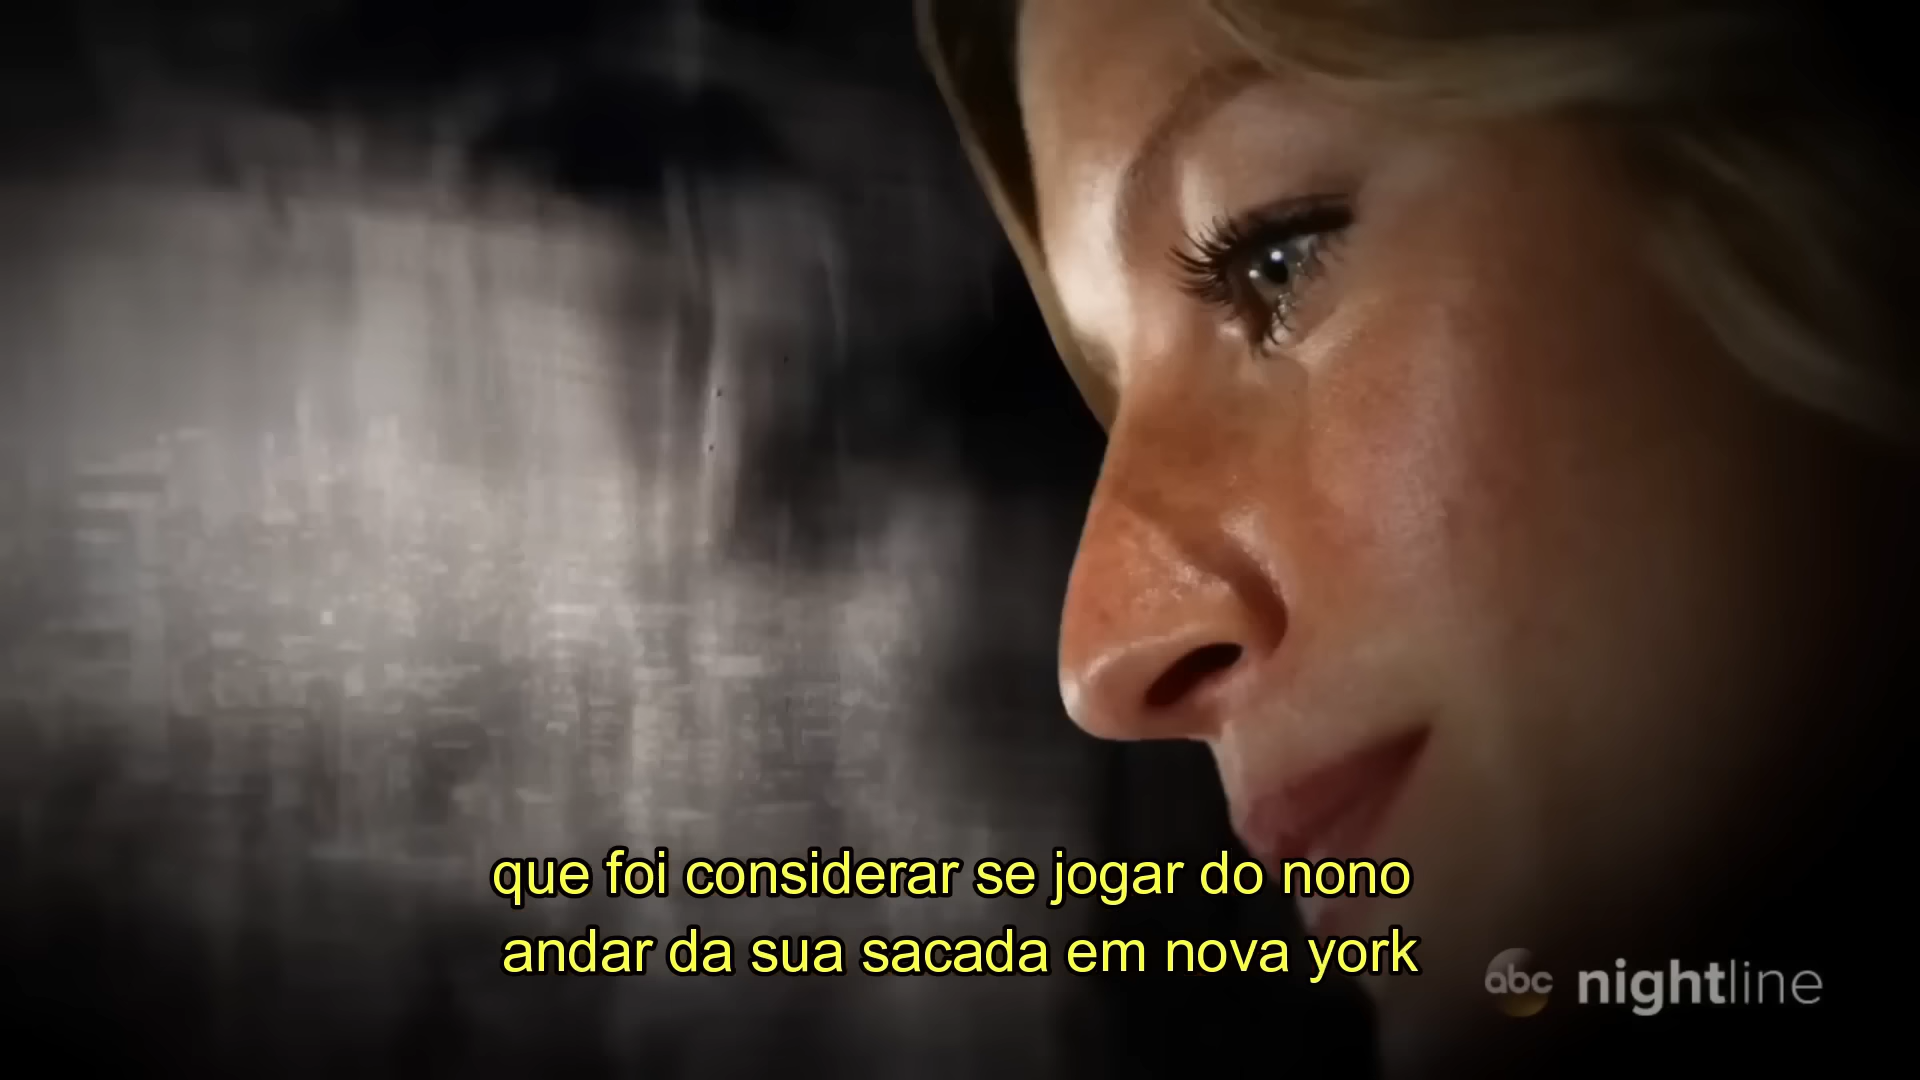 que foi considerar se jogar do nono
andar da sua sacada em nova york
abc nightline